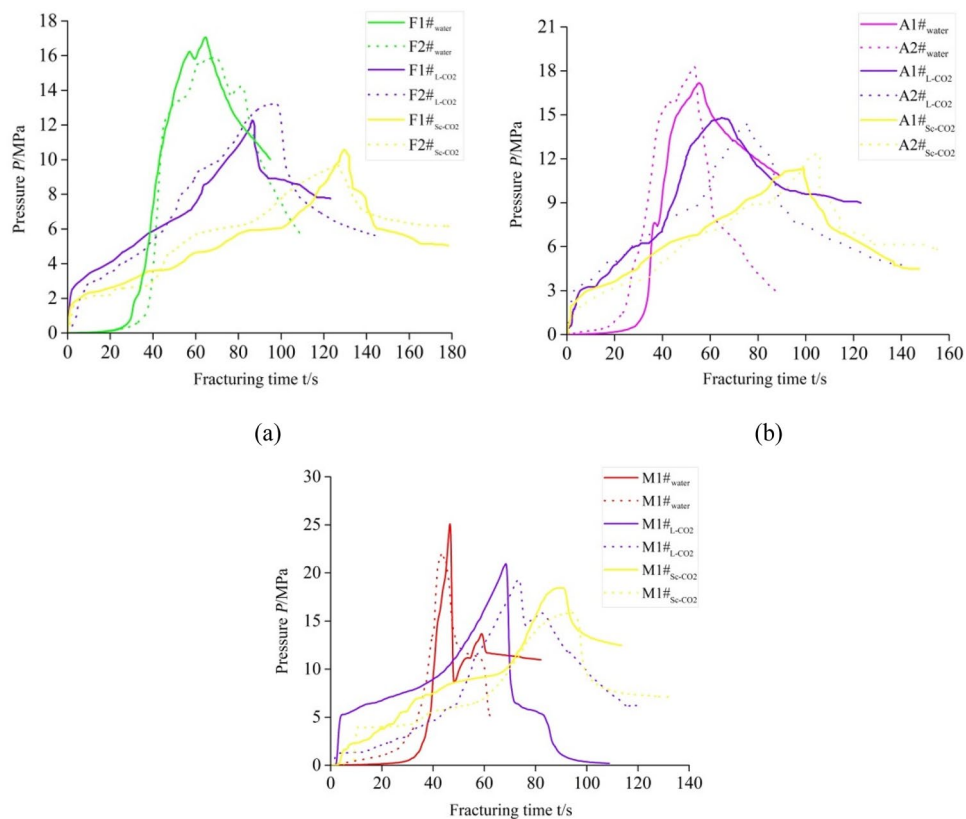 18
16
14
12
10
8
6
4
2
0
Pressure P/MPa
0 20 40 60 80 100 120 140 160 180
Fracturing time t/s
F1#water
F2#water
F1#L-CO2
F2#L-CO2
F1#Sc-CO2
F2#Sc-CO2
(a)
21
18
15
12
9
6
3
0
Pressure P/MPa
0 20 40 60 80 100 120 140 160
Fracturing time t/s
A1#water
A2#water
A1#L-CO2
A2#L-CO2
A1#Sc-CO2
A2#Sc-CO2
(b)
30
25
20
15
10
5
0
Pressure P/MPa
0 20 40 60 80 100 120 140
Fracturing time t/s
M1#water
M1#water
M1#L-CO2
M1#L-CO2
M1#Sc-CO2
M1#Sc-CO2